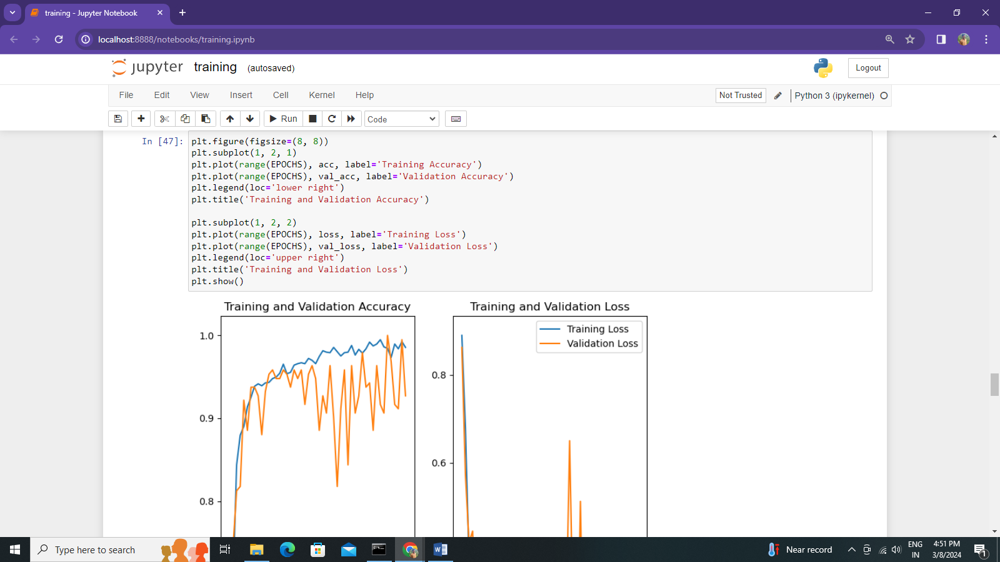 training - Jupyter Notebook
localhost:8888/notebooks/training.ipynb
jupyter training (autosaved)
Logout
File Edit View Insert Cell Kernel Help
Not Trusted
Python 3 (ipykernel)
Run
Code
In [47]:
plt.figure(figsize=(8, 8))
plt.subplot(1, 2, 1)
plt.plot(range(EPOCHS), acc, label='Training Accuracy')
plt.plot(range(EPOCHS), val_acc, label='Validation Accuracy')
plt.legend(loc='lower right')
plt.title('Training and Validation Accuracy')
plt.subplot(1, 2, 2)
plt.plot(range(EPOCHS), loss, label='Training Loss')
plt.plot(range(EPOCHS), val_loss, label='Validation Loss')
plt.legend(loc='upper right')
plt.title('Training and Validation Loss')
plt.show()
Training and Validation Accuracy
1.0
0.9
0.8
Training and Validation Loss
Training Loss
Validation Loss
0.8
0.6
Type here to search
Near record
ENG
IN
4:51 PM
3/8/2024
1